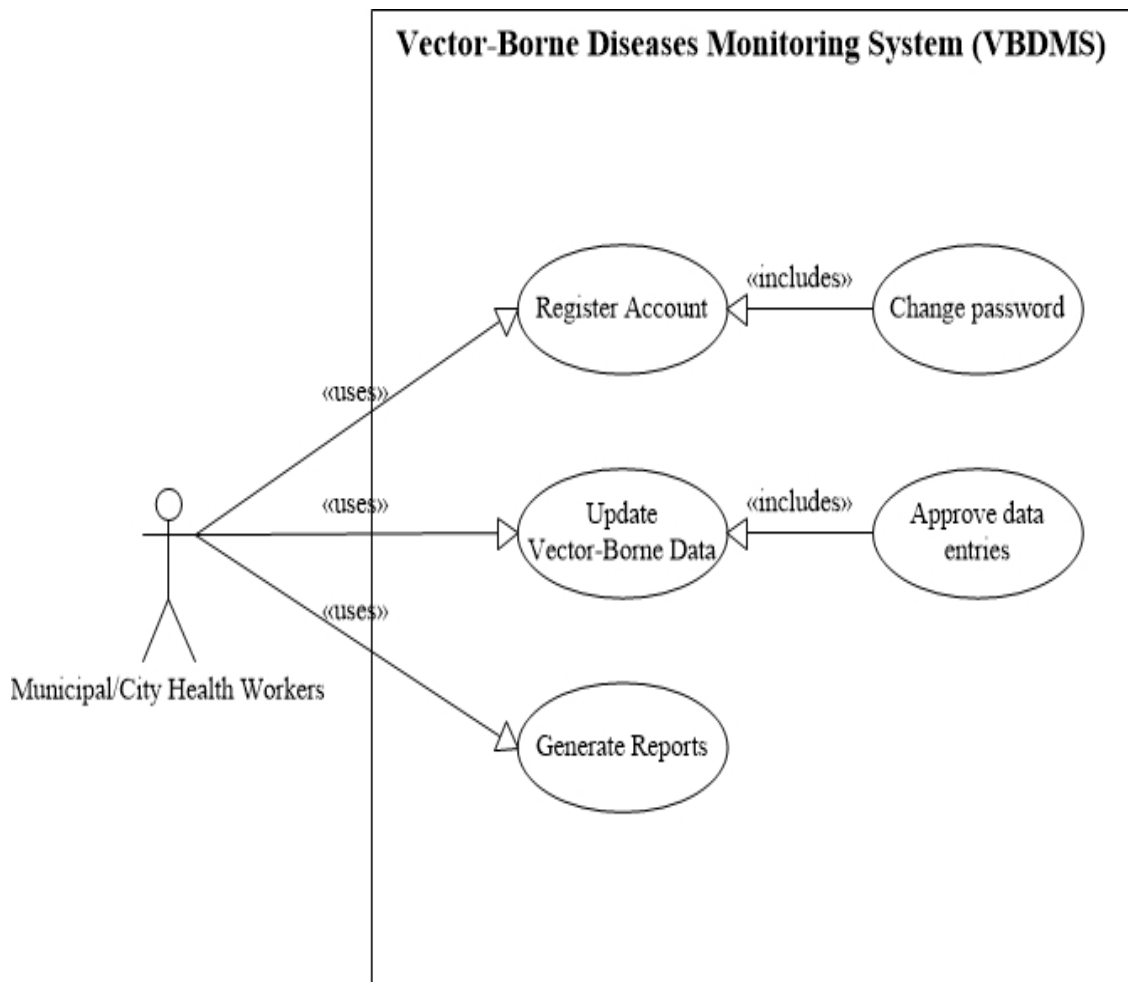 Vector-Borne Diseases Monitoring System (VBDMS)
«includes»
Register Account
Change password
«uses»
«uses»
«includes»
Update
Vector-Borne Data
Approve data
entries
«uses»
Municipal/City Health Workers
Generate Reports